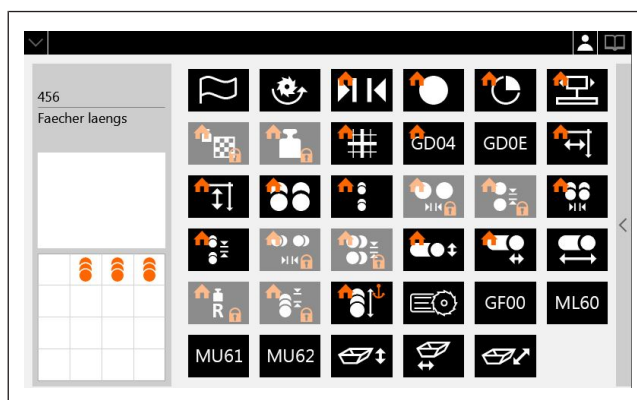 456
Faecher laengs
GD04 GD0E
R
GF00 ML60
MU61 MU62